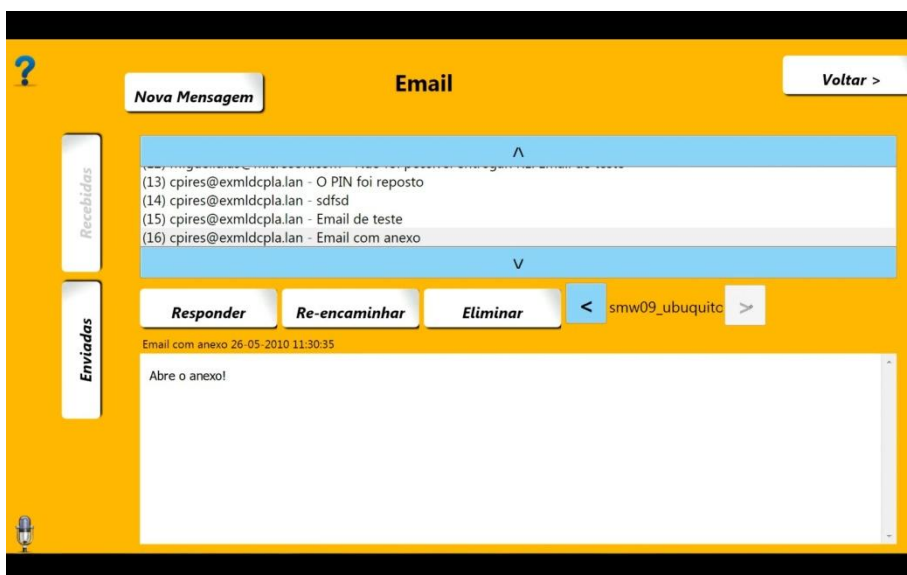 ?
Email
Voltar >
Nova Mensagem
Recebidas
Enviadas
(13) cpires@exmldcpla.lan - O PIN foi reposto
(14) cpires@exmldcpla.lan - sdfsd
(15) cpires@exmldcpla.lan - Email de teste
(16) cpires@exmldcpla.lan - Email com anexo
Responder
Re-encaminhar
Eliminar
< smw09_ubuquito >
Email com anexo 26-05-2010 11:30:35
Abre o anexo!